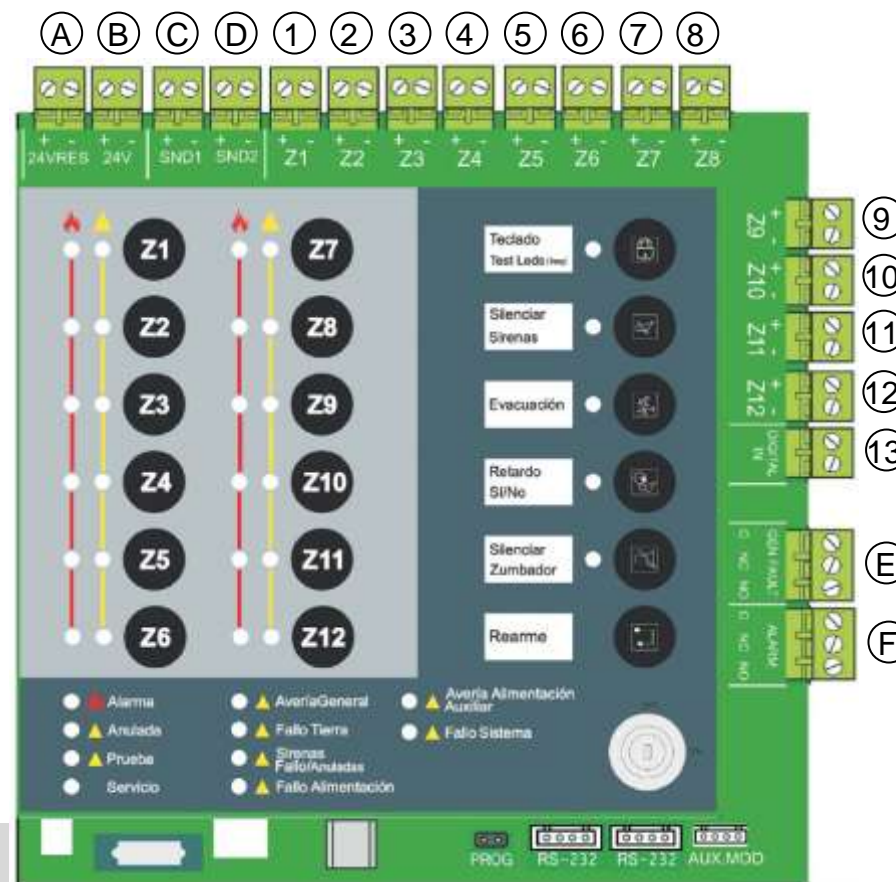 A B C D 1 2 3 4 5 6 7 8
+ - + - + - + - + - + - + - + - + - + - + - + -
24VRES 24V SND1 SND2 Z1 Z2 Z3 Z4 Z5 Z6 Z7 Z8
Z9 + - 9
Z10 + - 10
Z11 + - 11
Z12 + - 12
DIGITAL IN 13
GEN FAULT C NC NO E
ALARM C NC NO F
Z1 Z7
Z2 Z8
Z3 Z9
Z4 Z10
Z5 Z11
Z6 Z12
Teclado
Test Leds
Silenciar
Sirenas
Evacuación
Retardo
SI/No
Silenciar
Zumbador
Rearme
Alarma
Anulada
Prueba
Servicio
AveríaGeneral
Fallo Tierra
Sirenas
Fallo/Anuladas
Fallo Alimentación
Avería Alimentación
Auxiliar
Fallo Sistema
PROG RS-232 RS-232 AUX.MOD